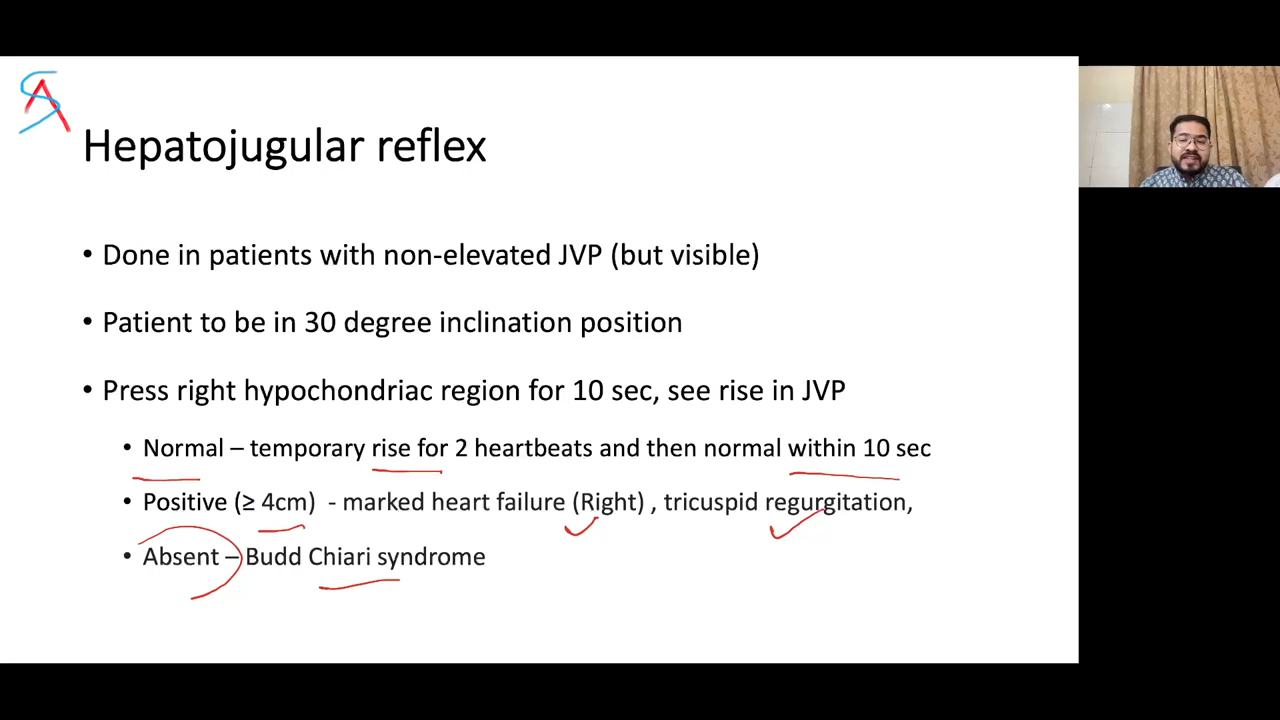 SA
Hepatojugular reflex
• Done in patients with non-elevated JVP (but visible)
• Patient to be in 30 degree inclination position
• Press right hypochondriac region for 10 sec, see rise in JVP
• Normal – temporary rise for 2 heartbeats and then normal within 10 sec
• Positive (≥ 4cm) - marked heart failure (Right) , tricuspid regurgitation,
• Absent – Budd Chiari syndrome